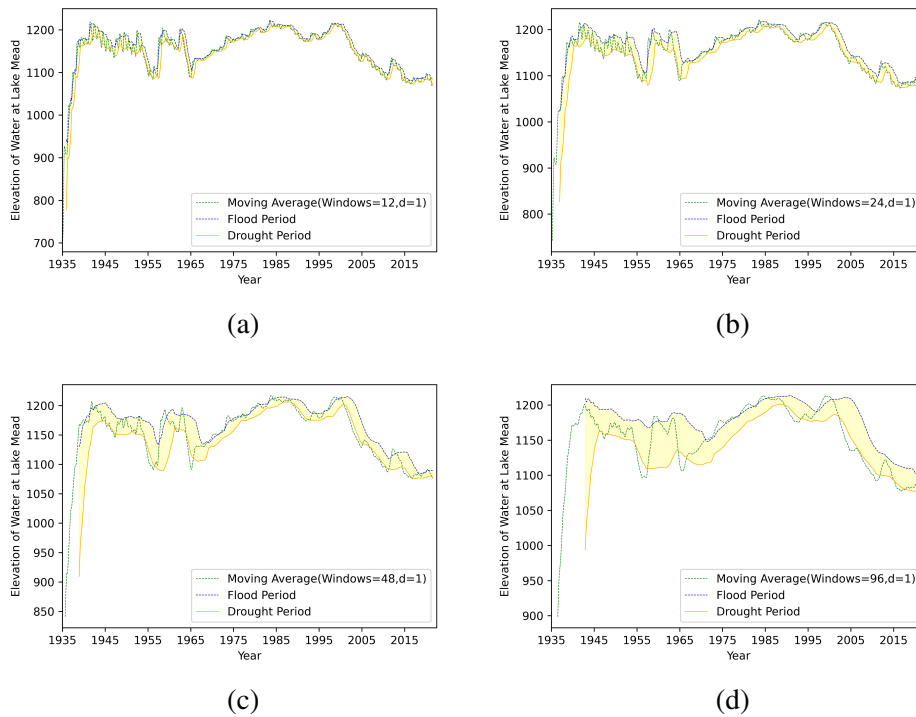 Elevation of Water at Lake Mead
1200
1100
1000
900
800
700
Moving Average(Windows=12,d=1)
Flood Period
Drought Period
1935 1945 1955 1965 1975 1985 1995 2005 2015
Year
(a)
Elevation of Water at Lake Mead
1200
1100
1000
900
800
Moving Average(Windows=24,d=1)
Flood Period
Drought Period
1935 1945 1955 1965 1975 1985 1995 2005 2015
Year
(b)
Elevation of Water at Lake Mead
1200
1150
1100
1050
1000
950
900
850
Moving Average(Windows=48,d=1)
Flood Period
Drought Period
1935 1945 1955 1965 1975 1985 1995 2005 2015
Year
(c)
Elevation of Water at Lake Mead
1200
1150
1100
1050
1000
950
900
Moving Average(Windows=96,d=1)
Flood Period
Drought Period
1935 1945 1955 1965 1975 1985 1995 2005 2015
Year
(d)